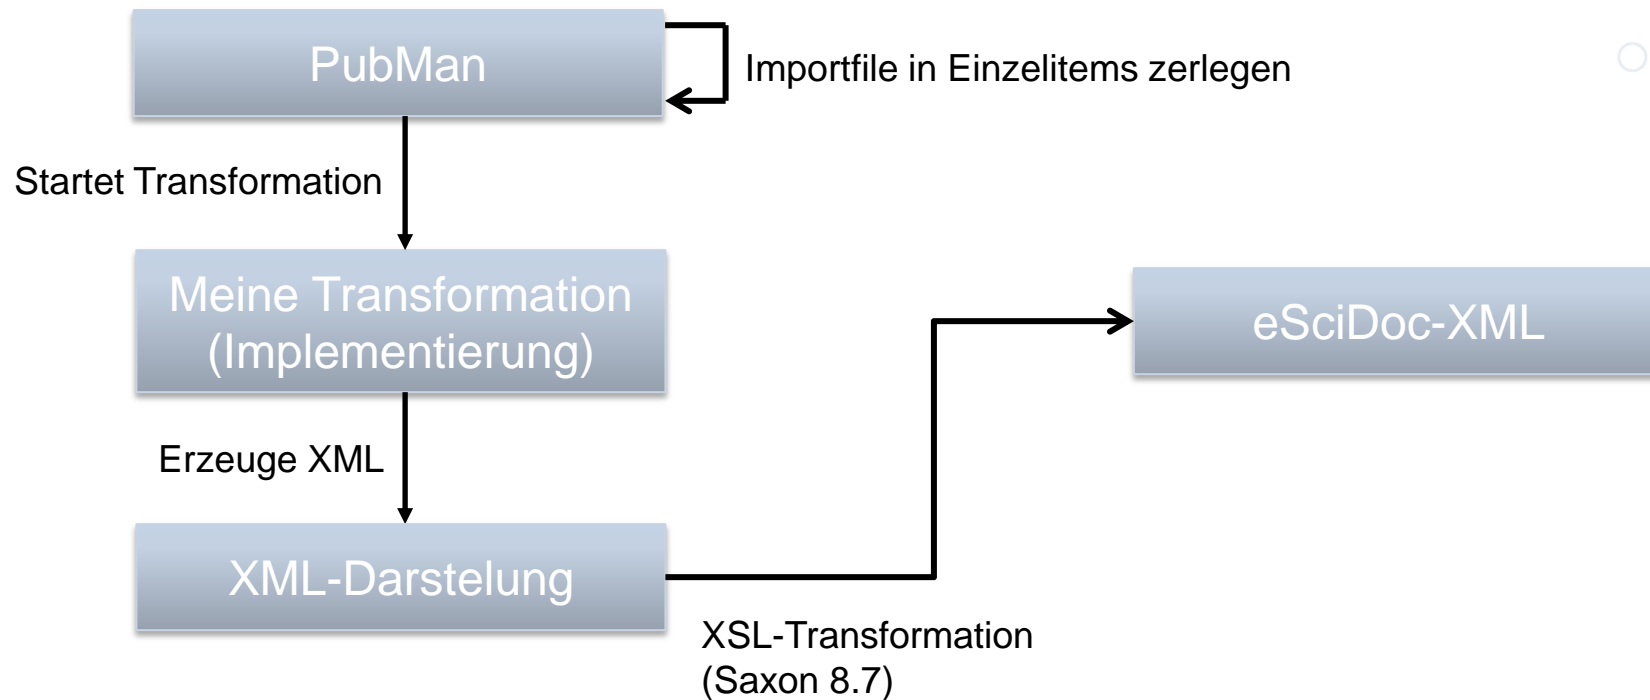 PubMan
Importfile in Einzelitems zerlegen
Startet Transformation
Meine Transformation
(Implementierung)
eSciDoc-XML
Erzeuge XML
XML-Darstelung
XSL-Transformation
(Saxon 8.7)